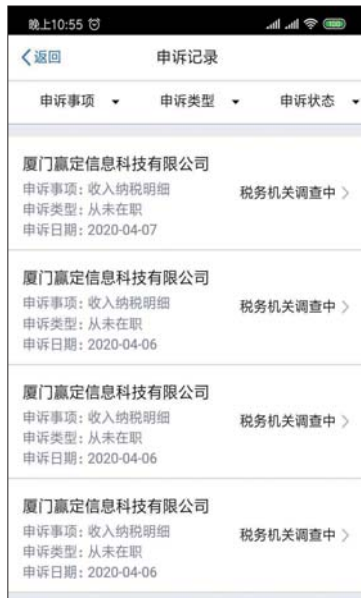 晚上10:55
100
返回
申诉记录
申诉事项 申诉类型 申诉状态
厦门赢定信息科技有限公司
申诉事项：收入纳税明细
税务机关调查中
申诉类型：从未在职
申诉日期：2020-04-07
厦门赢定信息科技有限公司
申诉事项：收入纳税明细
税务机关调查中
申诉类型：从未在职
申诉日期：2020-04-06
厦门赢定信息科技有限公司
申诉事项：收入纳税明细
税务机关调查中
申诉类型：从未在职
申诉日期：2020-04-06
厦门赢定信息科技有限公司
申诉事项：收入纳税明细
税务机关调查中
申诉类型：从未在职
申诉日期：2020-04-06